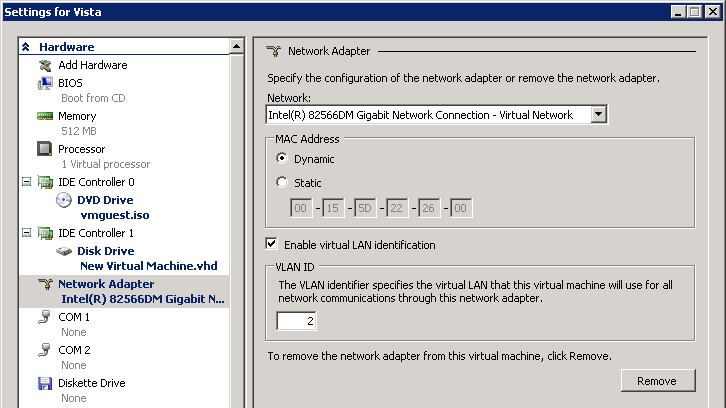 Settings for Vista
Hardware
Add Hardware
BIOS
Boot from CD
Memory
512 MB
Processor
1 Virtual processor
IDE Controller 0
DVD Drive
vmguest.iso
IDE Controller 1
Disk Drive
New Virtual Machine.vhd
Network Adapter
Intel(R) 82566DM Gigabit N...
COM 1
None
COM 2
None
Diskette Drive
None
Network Adapter
Specify the configuration of the network adapter or remove the network adapter.
Network:
Intel(R) 82566DM Gigabit Network Connection - Virtual Network
MAC Address
Dynamic
Static
00 - 15 - 5D - 22 - 26 - 00
Enable virtual LAN identification
VLAN ID
The VLAN identifier specifies the virtual LAN that this virtual machine will use for all
network communications through this network adapter.
2
To remove the network adapter from this virtual machine, click Remove.
Remove